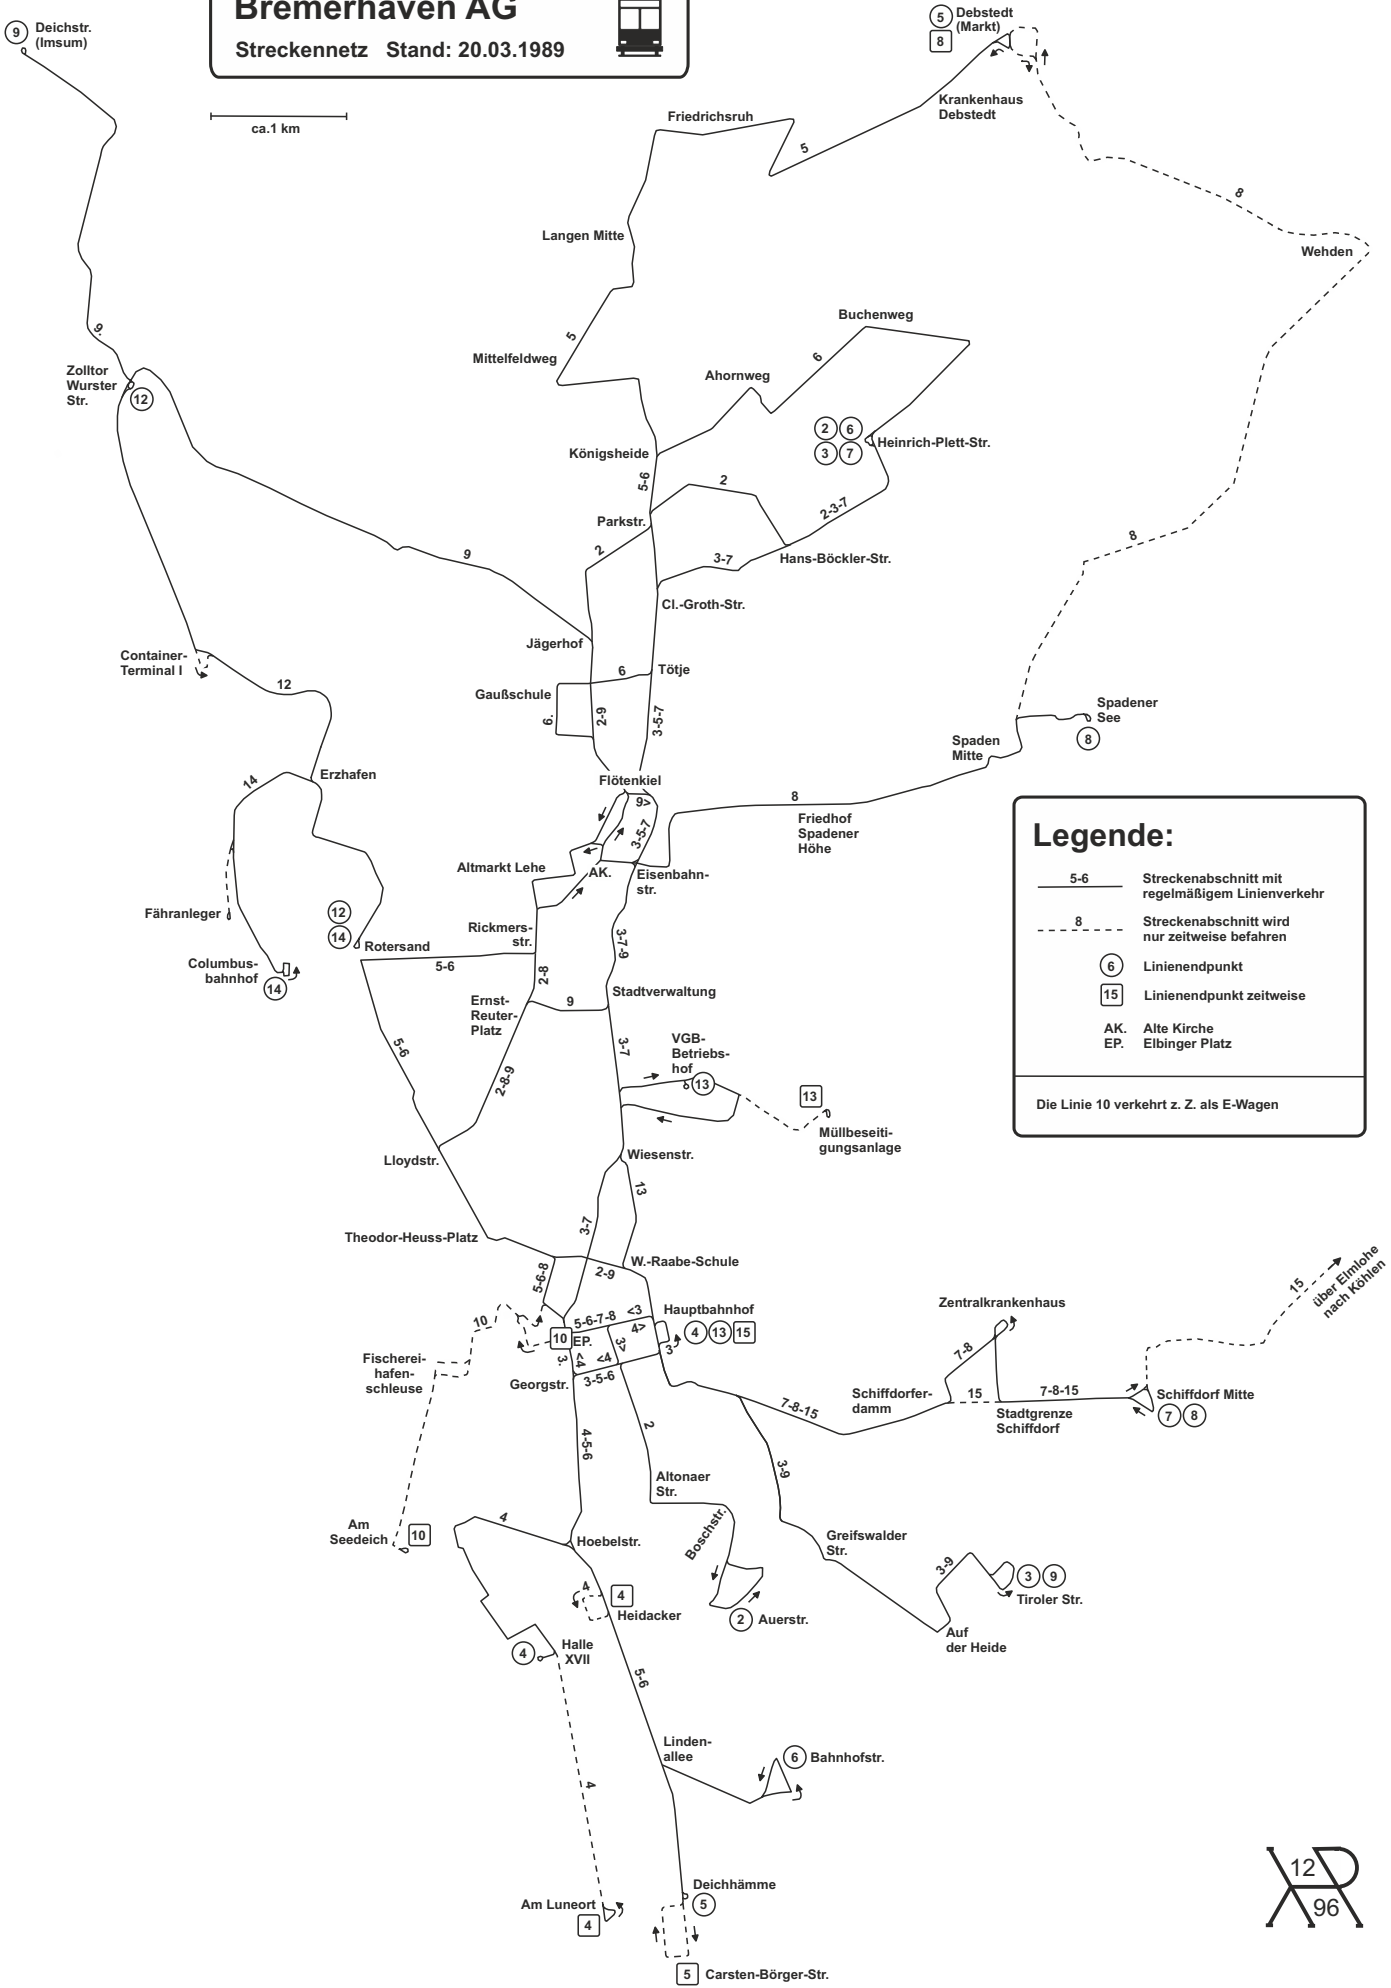 Bremerhaven AG
Streckennetz Stand: 20.03.1989
ca.1 km
9
Deichstr.
(Imsum)
5
8
Debstedt
(Markt)
Krankenhaus
Debstedt
Friedrichsruh
5
8
Wehden
Langen Mitte
5
Mittelfeldweg
9.
Zolltor
Wurster
Str.
12
Buchenweg
6
Ahornweg
2 6
3 7
Heinrich-Plett-Str.
Königsheide
5-6
2
2-3-7
Parkstr.
2
3-7
Hans-Böckler-Str.
8
9
Cl.-Groth-Str.
Jägerhof
Container-
Terminal I
12
6
Tötje
Gaußschule
6.
2-9
3-5-7
Spadener
See
8
Spaden
Mitte
Erzhafen
14
Flötenkiel
9>
3-5-7
8
Friedhof
Spadener
Höhe
Altmarkt Lehe
AK.
Eisenbahn-
str.
Fähranleger
12
14
Rotersand
Rickmers-
str.
3-7-9
Columbus-
bahnhof
14
5-6
2-8
Ernst-
Reuter-
Platz
9
Stadtverwaltung
5-6
2-8-9
3-7
VGB-
Betriebs-
hof
13
13
Müllbeseiti-
gungsanlage
Lloydstr.
Wiesenstr.
13
3-7
Theodor-Heuss-Platz
2-9
W.-Raabe-Schule
5-6-8
10
10
EP.
5-6-7-8
<3
4>
3>
3.
<4
<4
3
3-5-6
Hauptbahnhof
4 13 15
Fischerei-
hafen-
schleuse
Georgstr.
Zentralkrankenhaus
7-8
15
über Elmlohe
nach Köhlen
7-8-15
Schiffdorfer-
damm
15
7-8-15
Stadtgrenze
Schiffdorf
Schiffdorf Mitte
7 8
4-5-6
2
3-9
Altonaer
Str.
Am
Seedeich
10
4
Hoebelstr.
Boschstr.
Greifswalder
Str.
3-9
3 9
Tiroler Str.
4
4
Heidacker
2
Auerstr.
Auf
der Heide
4
Halle
XVII
5-6
Linden-
allee
6
Bahnhofstr.
4
Am Luneort
4
Deichhämme
5
5
Carsten-Börger-Str.
Legende:
5-6
Streckenabschnitt mit
regelmäßigem Linienverkehr
8
Streckenabschnitt wird
nur zeitweise befahren
6
Linienendpunkt
15
Linienendpunkt zeitweise
AK. Alte Kirche
EP. Elbinger Platz
Die Linie 10 verkehrt z. Z. als E-Wagen
12
96